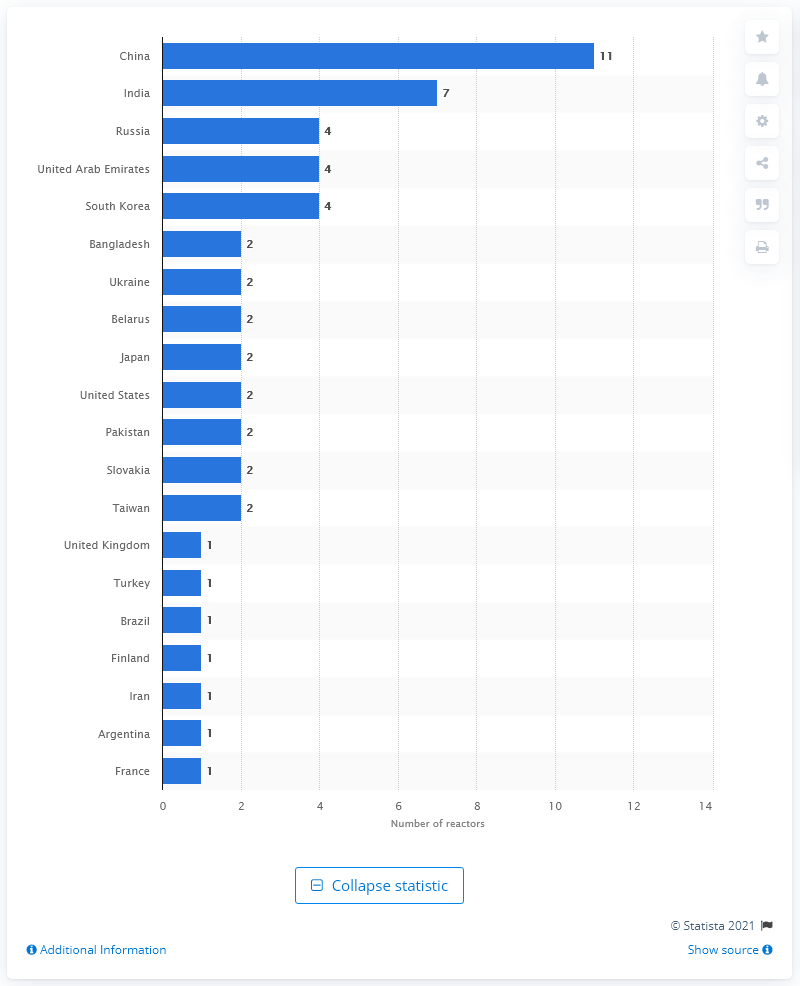 China 11
India 7
Russia 4
United Arab Emirates 4
South Korea 4
Bangladesh 2
Ukraine 2
Belarus 2
Japan 2
United States 2
Pakistan 2
Slovakia 2
Taiwan 2
United Kingdom 1
Turkey 1
Brazil 1
Finland 1
Iran 1
Argentina 1
France 1
0 2 4 6 8 10 12 14
Number of reactors
Collapse statistic
© Statista 2021
Additional Information Show source